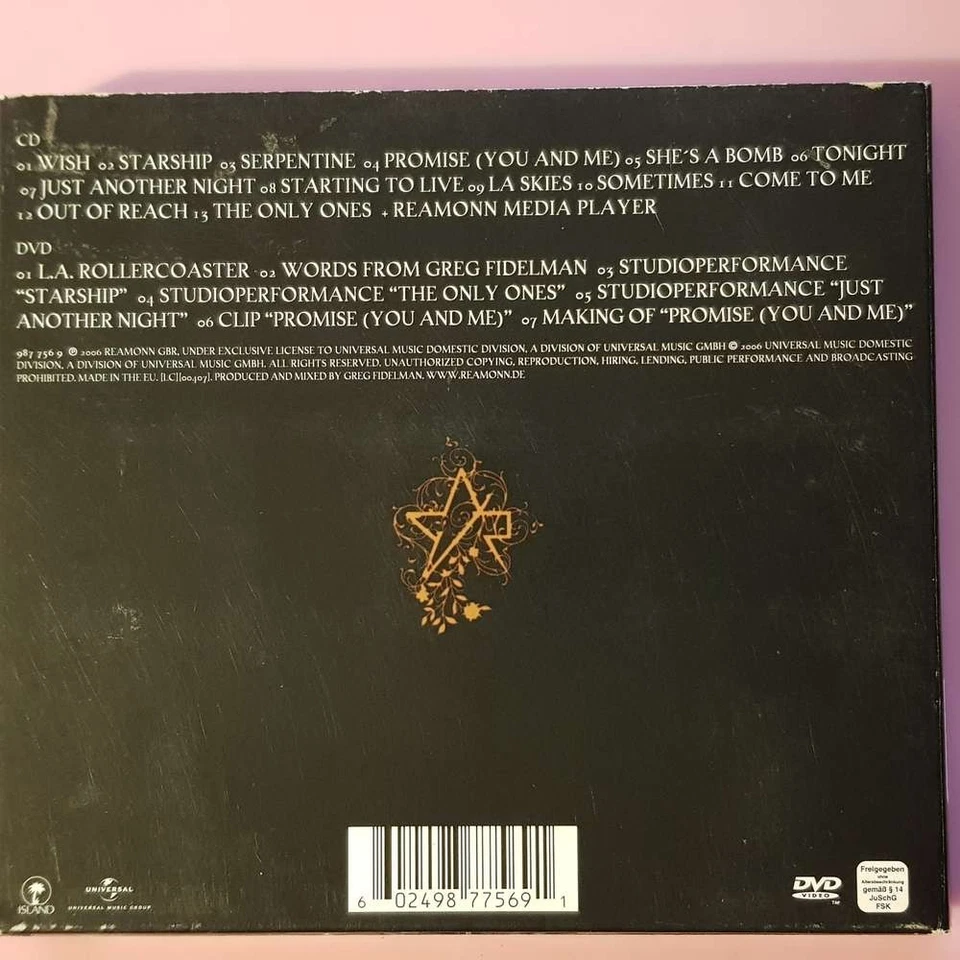 CD
01 WISH 02 STARSHIP 03 SERPENTINE 04 PROMISE (YOU AND ME) 05 SHE´S A BOMB 06 TONIGHT
07 JUST ANOTHER NIGHT 08 STARTING TO LIVE 09 LA SKIES 10 SOMETIMES 11 COME TO ME
12 OUT OF REACH 13 THE ONLY ONES + REAMONN MEDIA PLAYER
DVD
01 L.A. ROLLERCOASTER 02 WORDS FROM GREG FIDELMAN 03 STUDIOPERFORMANCE
“STARSHIP” 04 STUDIOPERFORMANCE “THE ONLY ONES” 05 STUDIOPERFORMANCE “JUST
ANOTHER NIGHT” 06 CLIP “PROMISE (YOU AND ME)” 07 MAKING OF “PROMISE (YOU AND ME)”
987 756 9 ℗ 2006 REAMONN GBR, UNDER EXCLUSIVE LICENSE TO UNIVERSAL MUSIC DOMESTIC DIVISION, A DIVISION OF UNIVERSAL MUSIC GMBH © 2006 UNIVERSAL MUSIC DOMESTIC
DIVISION, A DIVISION OF UNIVERSAL MUSIC GMBH. ALL RIGHTS RESERVED. UNAUTHORIZED COPYING, REPRODUCTION, HIRING, LENDING, PUBLIC PERFORMANCE AND BROADCASTING
PROHIBITED. MADE IN THE EU. [LC][00407]. PRODUCED AND MIXED BY GREG FIDELMAN. WWW.REAMONN.DE
ISLAND
UNIVERSAL
UNIVERSAL MUSIC GROUP
6 02498 77569 1
DVD
VIDEO
TM
Freigegeben
ohne
Altersbeschränkung
gemäß § 14
JuSchG
FSK